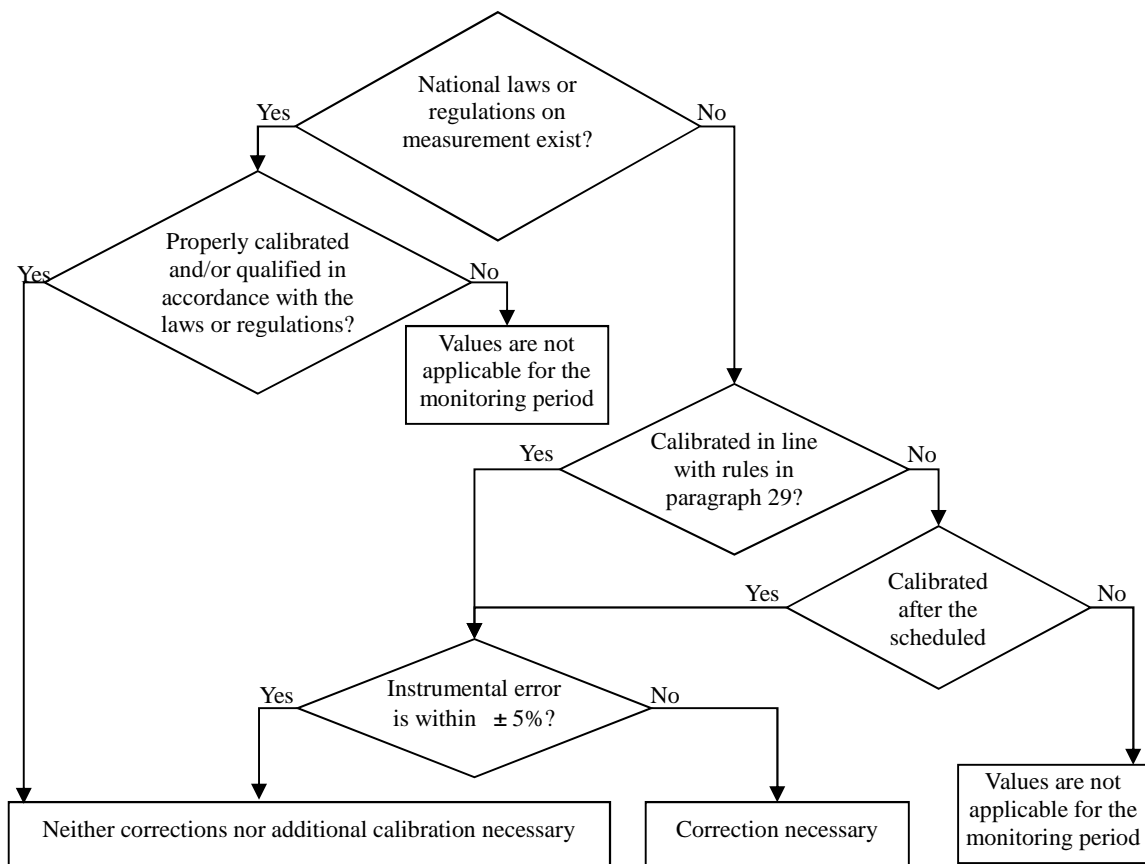 National laws or
regulations on
measurement exist?
Yes
No
Properly calibrated
and/or qualified in
accordance with the
laws or regulations?
Yes
No
Values are not
applicable for the
monitoring period
Calibrated in line
with rules in
paragraph 29?
Yes
No
Calibrated
after the
scheduled
Yes
No
Instrumental error
is within ± 5%?
Yes
No
Neither corrections nor additional calibration necessary
Correction necessary
Values are not
applicable for the
monitoring period